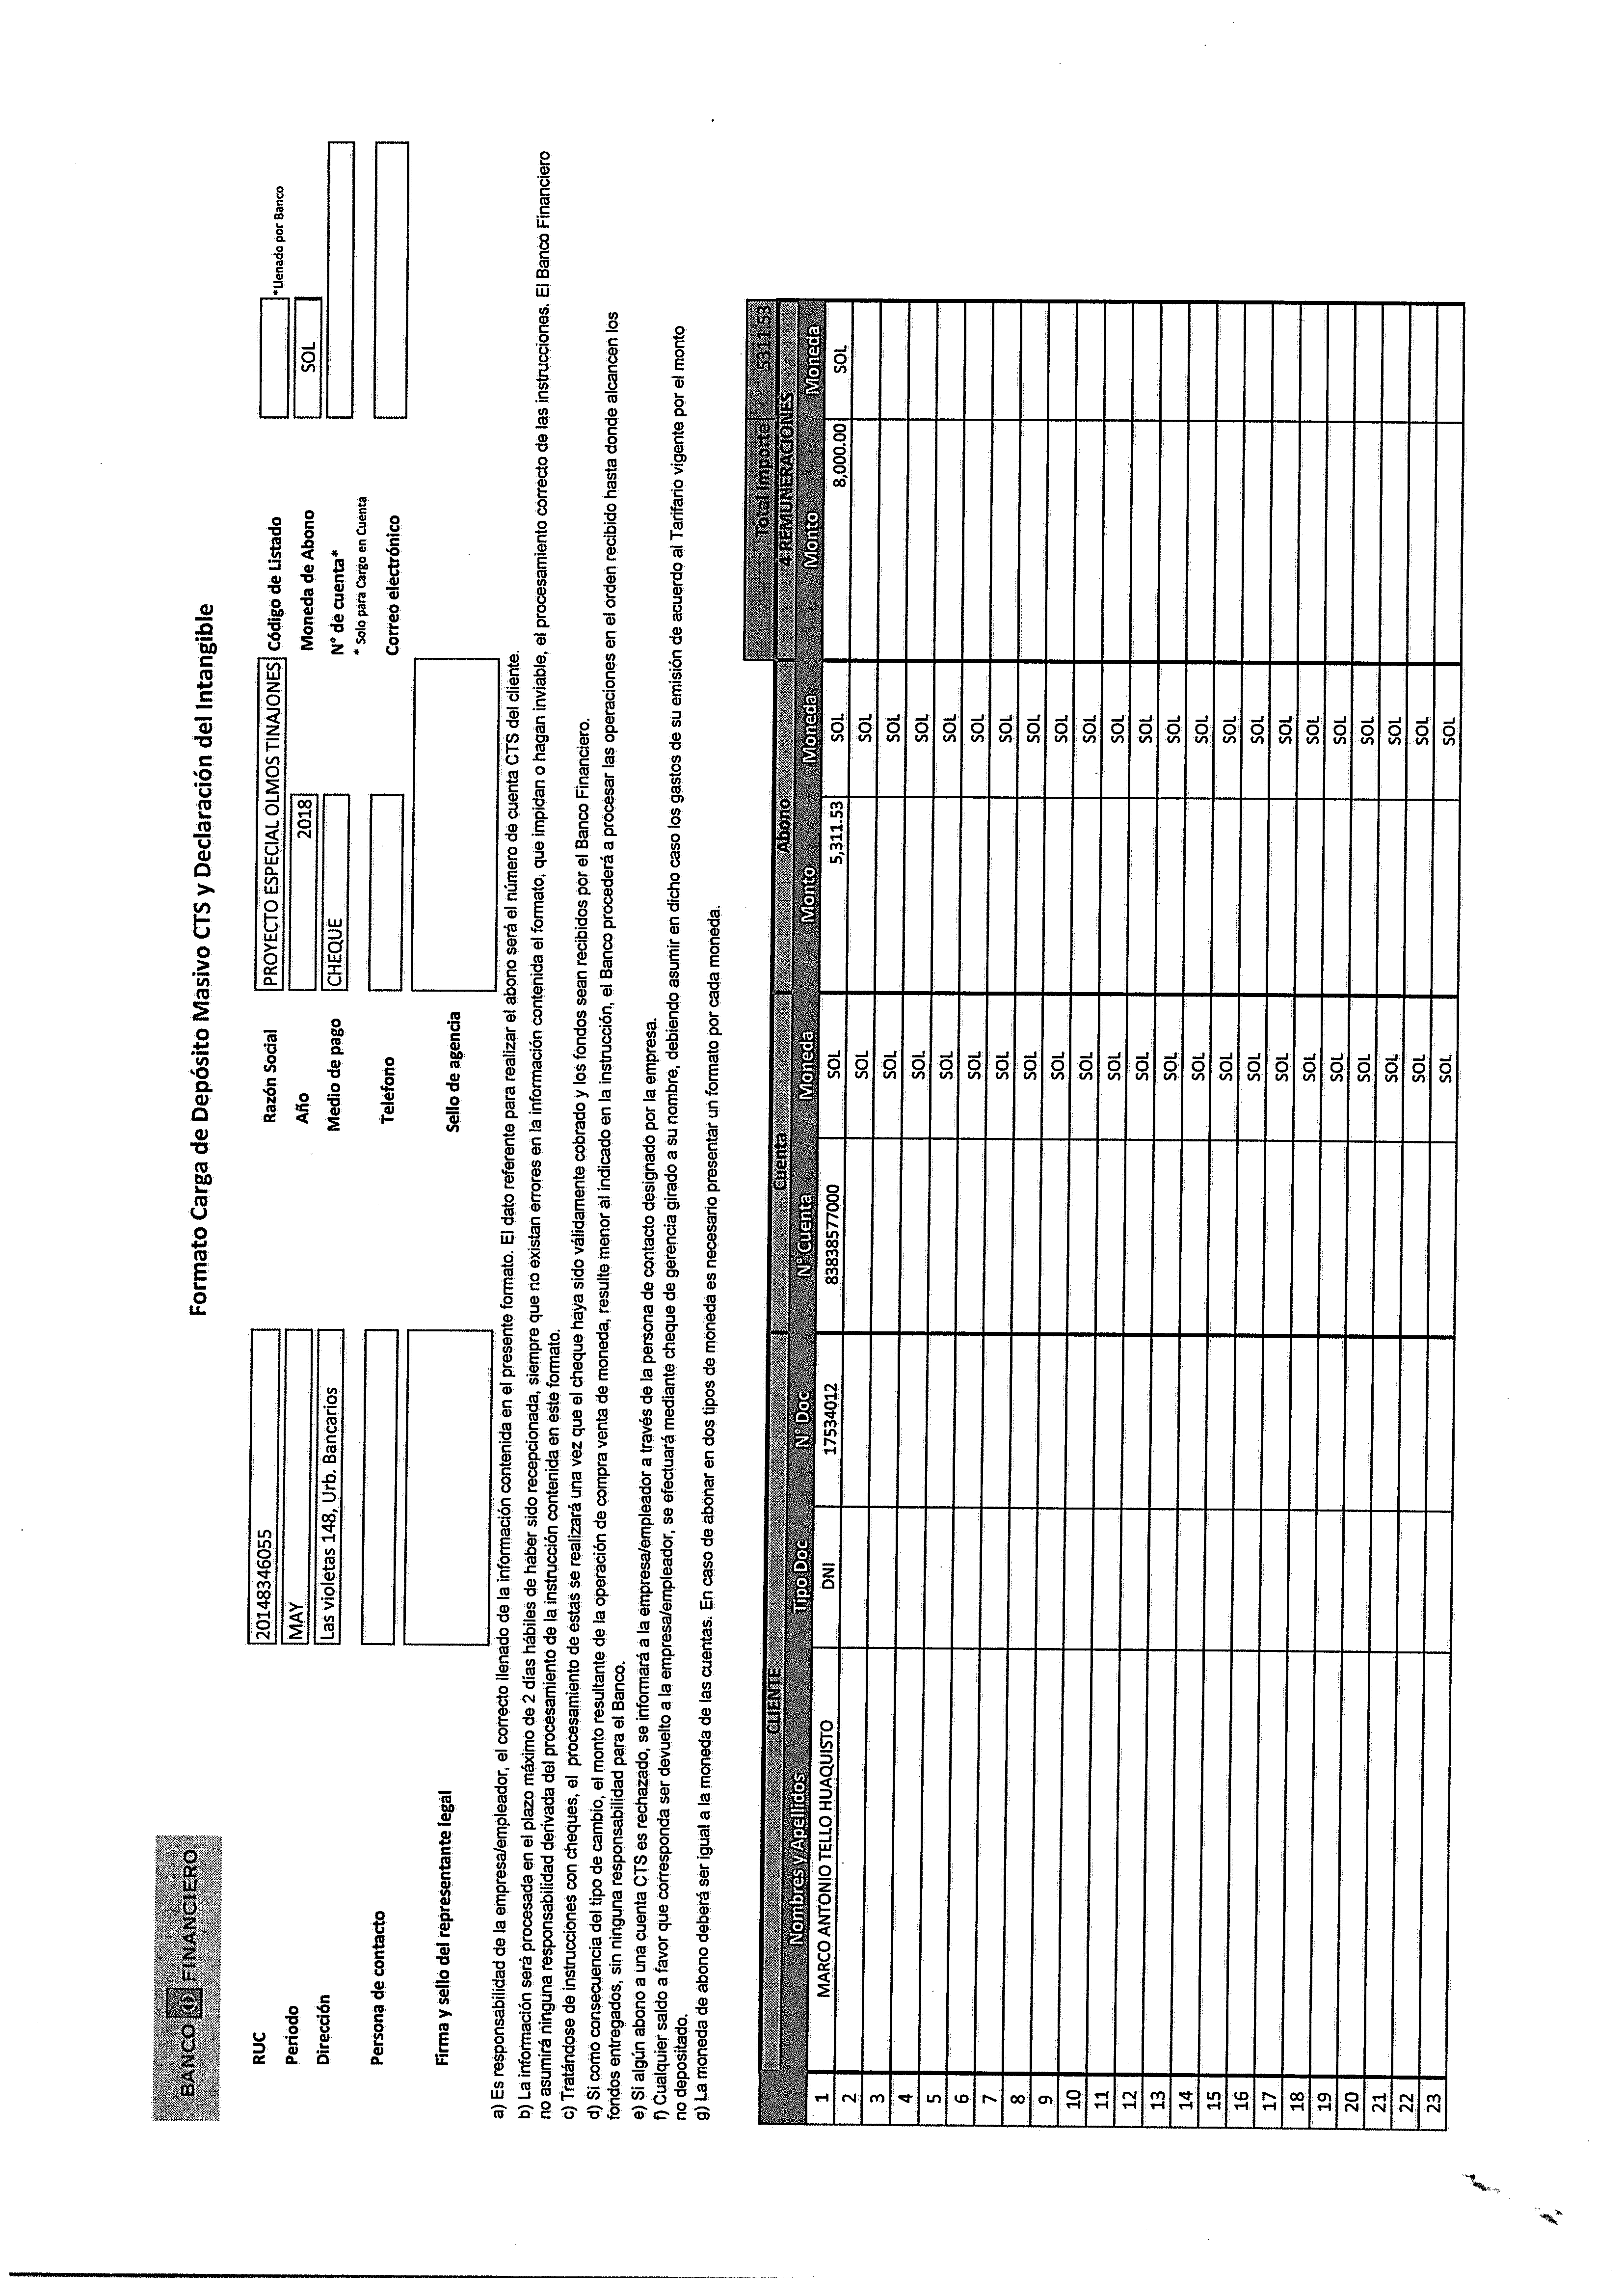 BANCO FINANCIERO
Formato Carga de Depósito Masivo CTS y Declaración del Intangible
RUC 20148346055 Razón Social PROYECTO ESPECIAL OLMOS TINAJONES Código de Listado *Llenado por Banco
Periodo MAY Año 2018 Moneda de Abono SOL
Dirección Las violetas 148, Urb. Bancarios Medio de pago CHEQUE N° de cuenta*
* Solo para Cargo en Cuenta
Persona de contacto Telefono Correo electrónico
Firma y sello del representante legal Sello de agencia
a) Es responsabilidad de la empresa/empleador, el correcto llenado de la información contenida en el presente formato. El dato referente para realizar el abono será el número de cuenta CTS del cliente.
b) La información será procesada en el plazo máximo de 2 días hábiles de haber sido recepcionada, siempre que no existan errores en la información contenida el formato, que impidan o hagan inviable, el procesamiento correcto de las instrucciones. El Banco Financiero
no asumirá ninguna responsabilidad derivada del procesamiento de la instrucción contenida en este formato.
c) Tratándose de instrucciones con cheques, el procesamiento de estas se realizará una vez que el cheque haya sido válidamente cobrado y los fondos sean recibidos por el Banco Financiero.
d) Si como consecuencia del tipo de cambio, el monto resultante de la operación de compra venta de moneda, resulte menor al indicado en la instrucción, el Banco procederá a procesar las operaciones en el orden recibido hasta donde alcancen los
fondos entregados, sin ninguna responsabilidad para el Banco.
e) Si algún abono a una cuenta CTS es rechazado, se informará a la empresa/empleador a través de la persona de contacto designado por la empresa.
f) Cualquier saldo a favor que corresponda ser devuelto a la empresa/empleador, se efectuará mediante cheque de gerencia girado a su nombre, debiendo asumir en dicho caso los gastos de su emisión de acuerdo al Tarifario vigente por el monto
no depositado.
g) La moneda de abono deberá ser igual a la moneda de las cuentas. En caso de abonar en dos tipos de moneda es necesario presentar un formato por cada moneda.
Total Importe 5311.53
CLIENTE Cuenta Abono 4 REMUNERACIONES
Nombres y Apellidos Tipo Doc N° Doc N° Cuenta Moneda Monto Moneda Monto Moneda
1 MARCO ANTONIO TELLO HUAQUISTO DNI 17534012 83838577000 SOL 5,311.53 SOL 8,000.00 SOL
2 SOL SOL
3 SOL SOL
4 SOL SOL
5 SOL SOL
6 SOL SOL
7 SOL SOL
8 SOL SOL
9 SOL SOL
10 SOL SOL
11 SOL SOL
12 SOL SOL
13 SOL SOL
14 SOL SOL
15 SOL SOL
16 SOL SOL
17 SOL SOL
18 SOL SOL
19 SOL SOL
20 SOL SOL
21 SOL SOL
22 SOL SOL
23 SOL SOL